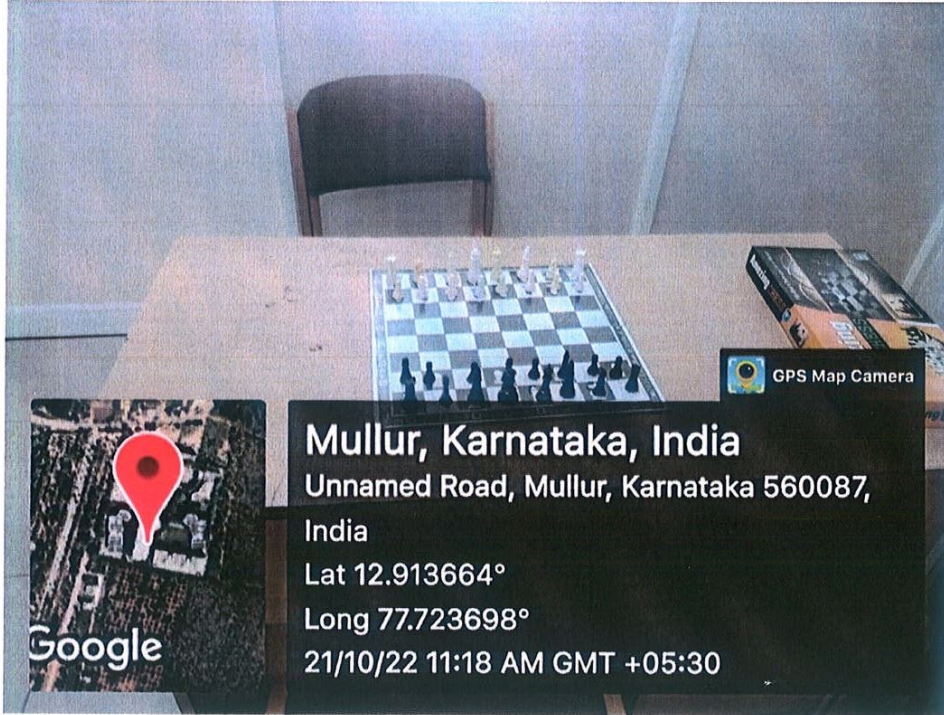 Amazing
GPS Map Camera
Mullur, Karnataka, India
Unnamed Road, Mullur, Karnataka 560087,
India
Lat 12.913664°
Long 77.723698°
21/10/22 11:18 AM GMT +05:30
Google